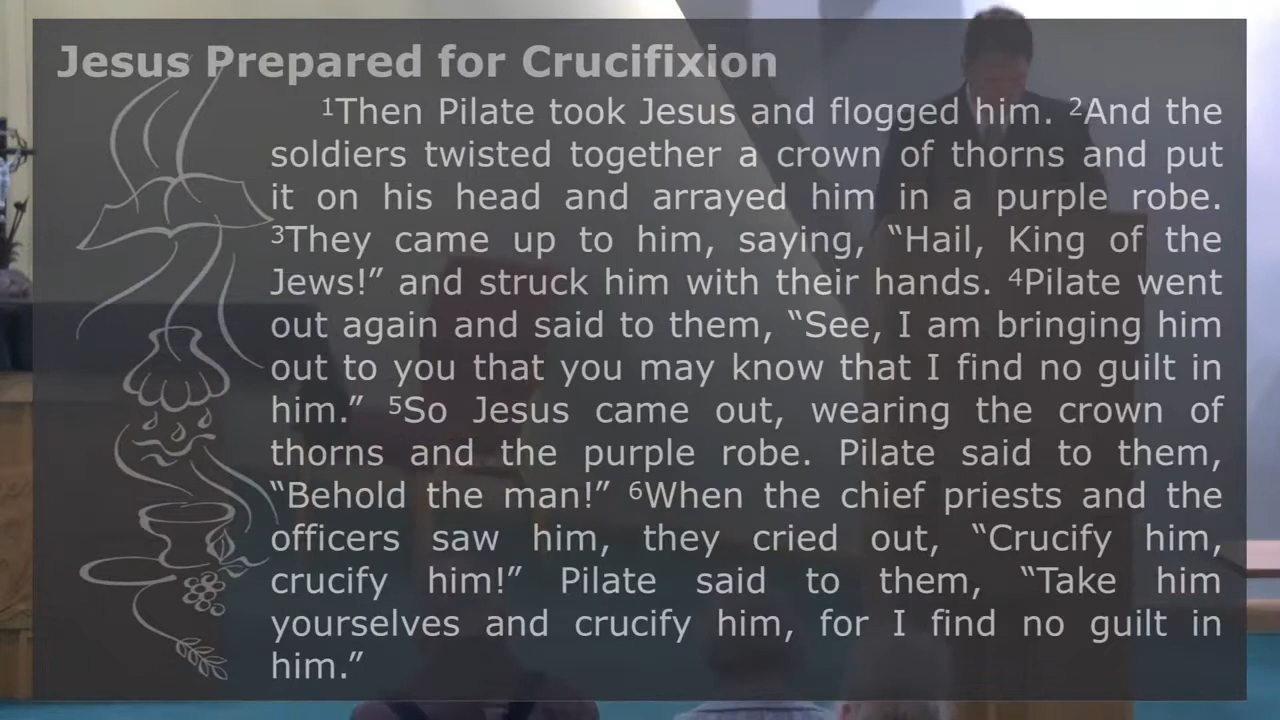 Jesus Prepared for Crucifixion
¹Then Pilate took Jesus and flogged him. ²And the
soldiers twisted together a crown of thorns and put
it on his head and arrayed him in a purple robe.
³They came up to him, saying, “Hail, King of the
Jews!” and struck him with their hands. ⁴Pilate went
out again and said to them, “See, I am bringing him
out to you that you may know that I find no guilt in
him.” ⁵So Jesus came out, wearing the crown of
thorns and the purple robe. Pilate said to them,
“Behold the man!” ⁶When the chief priests and the
officers saw him, they cried out, “Crucify him,
crucify him!” Pilate said to them, “Take him
yourselves and crucify him, for I find no guilt in
him.”